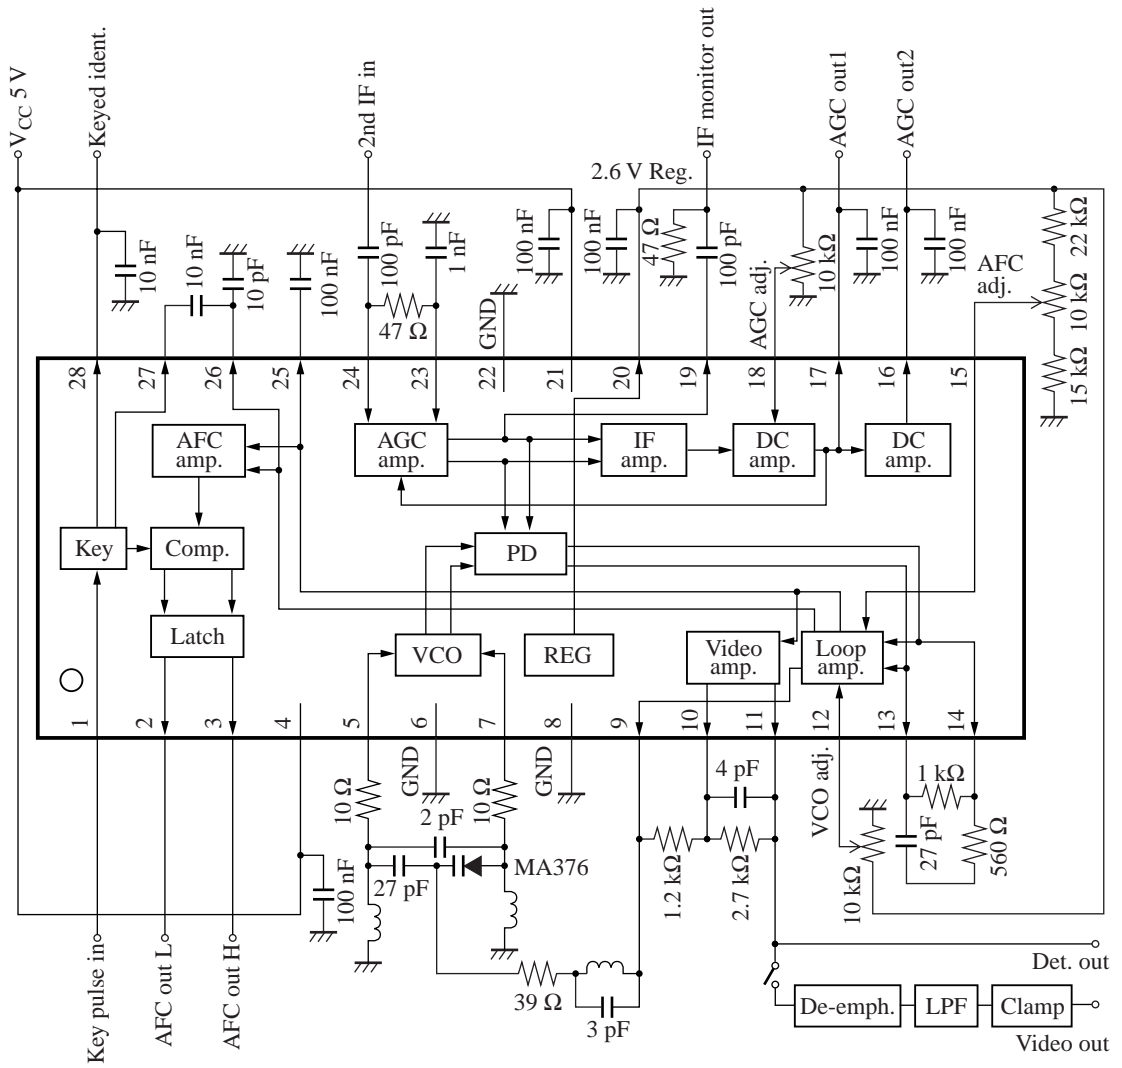 V_CC 5 V
Keyed ident.
2nd IF in
IF monitor out
AGC out1
AGC out2
2.6 V Reg.
10 nF
10 nF
10 pF
100 nF
100 pF
1 nF
47 Ω
GND
100 nF
100 nF
47 Ω
100 pF
AGC adj.
10 kΩ
100 nF
100 nF
AFC
adj.
22 kΩ
10 kΩ
15 kΩ
28
27
26
25
24
23
22
21
20
19
18
17
16
15
AFC
amp.
AGC
amp.
IF
amp.
DC
amp.
DC
amp.
Key
Comp.
PD
Latch
VCO
REG
Video
amp.
Loop
amp.
1
2
3
4
5
6
7
8
9
10
11
12
13
14
10 Ω
GND
10 Ω
GND
4 pF
VCO adj.
1 kΩ
2 pF
27 pF
560 Ω
27 pF
MA376
100 nF
1.2 kΩ
2.7 kΩ
10 kΩ
Key pulse in
AFC out L
AFC out H
39 Ω
3 pF
Det. out
De-emph.
LPF
Clamp
Video out